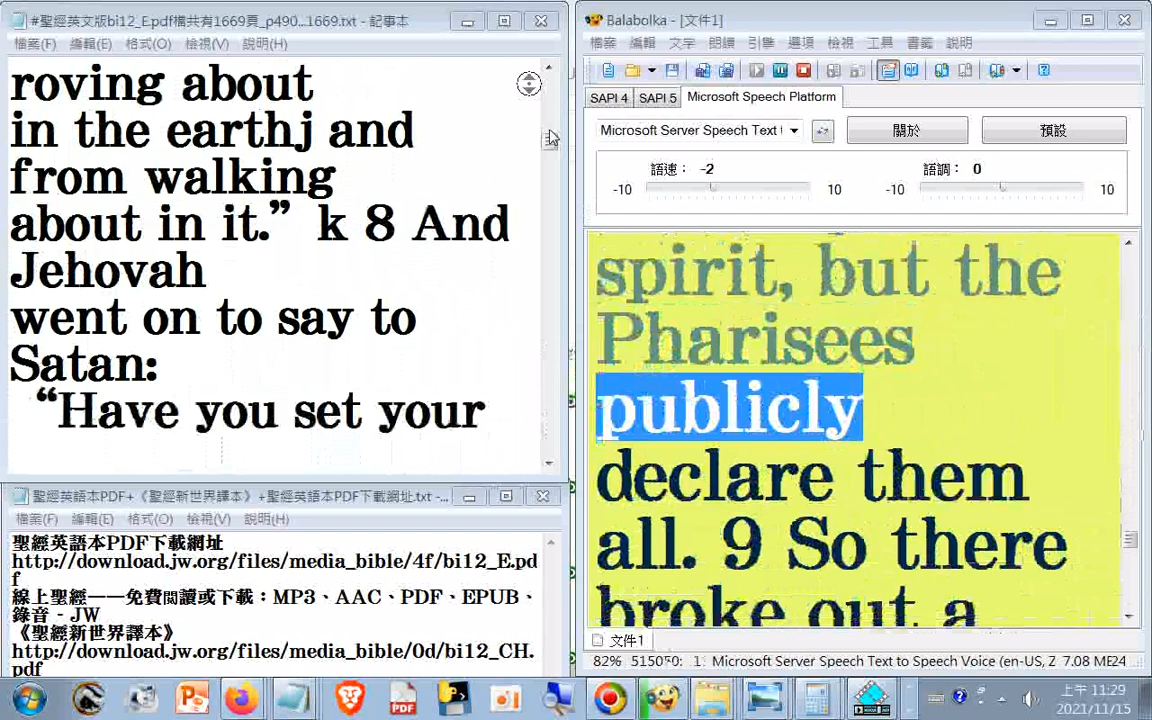 #聖經英文版bi12_E.pdf檔共有1669頁_p490...1669.txt - 記事本
檔案(F) 編輯(E) 格式(O) 檢視(V) 說明(H)
roving about
in the earthj and
from walking
about in it.” k 8 And
Jehovah
went on to say to
Satan:
“Have you set your
聖經英語本PDF+《聖經新世界譯本》+聖經英語本PDF下載網址.txt - ...
檔案(F) 編輯(E) 格式(O) 檢視(V) 說明(H)
聖經英語本PDF下載網址
http://download.jw.org/files/media_bible/4f/bi12_E.pd
f
線上聖經——免費閱讀或下載：MP3、AAC、PDF、EPUB、
錄音 - JW
《聖經新世界譯本》
http://download.jw.org/files/media_bible/0d/bi12_CH.
pdf
Balabolka - [文件1]
檔案 編輯 文字 朗讀 引擎 選項 檢視 工具 書籤 說明
SAPI 4 SAPI 5 Microsoft Speech Platform
Microsoft Server Speech Text 關於 預設
語速： -2 語調： 0
-10 10 -10 10
spirit, but the
Pharisees
publicly
declare them
all. 9 So there
broke out a
文件1
82% Microsoft Server Speech Text to Speech Voice (en-US, Z 7.08 ME
上午 11:29
2021/11/15